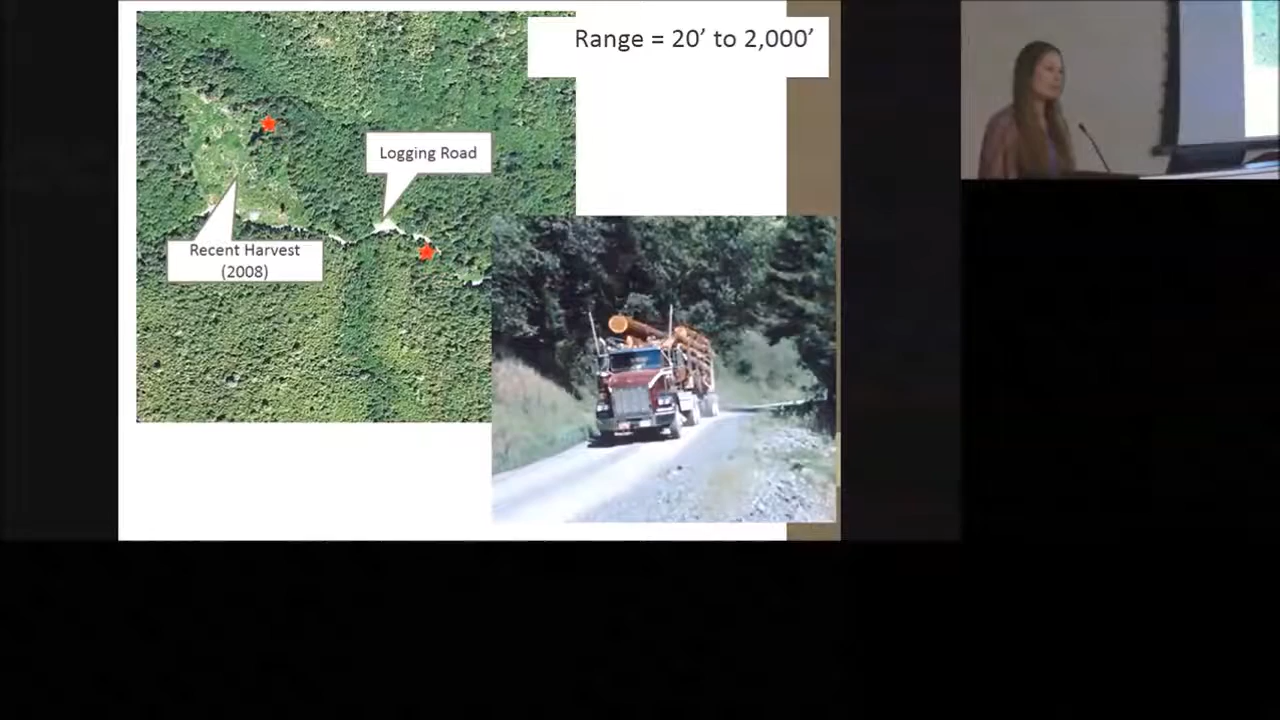 Range = 20’ to 2,000’
Logging Road
Recent Harvest
(2008)